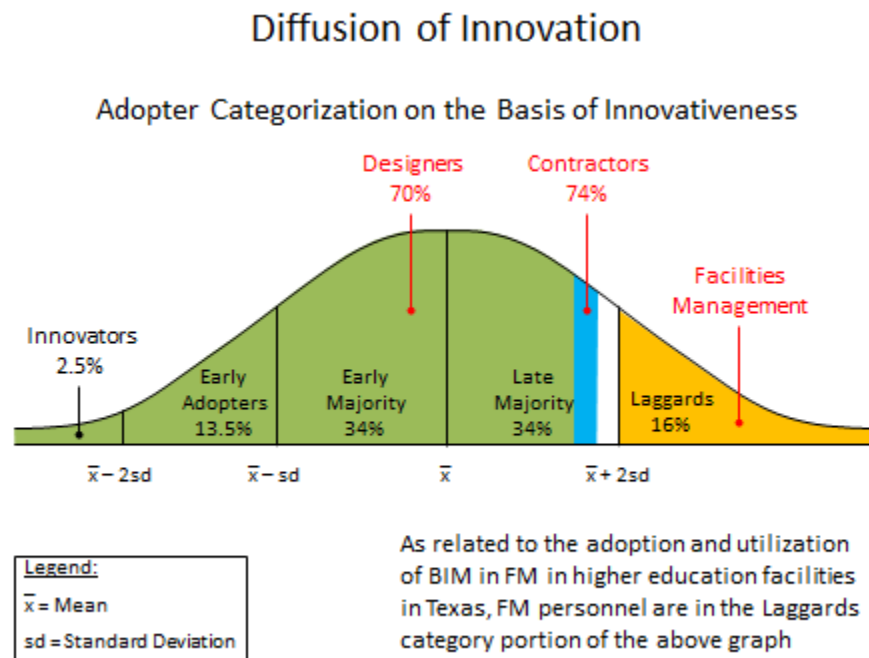 Diffusion of Innovation
Adopter Categorization on the Basis of Innovativeness
Designers
70%
Contractors
74%
Facilities
Management
Innovators
2.5%
Early
Adopters
13.5%
Early
Majority
34%
Late
Majority
34%
Laggards
16%
x̅ – 2sd
x̅ – sd
x̅
x̅ + 2sd
Legend:
x̅ = Mean
sd = Standard Deviation
As related to the adoption and utilization
of BIM in FM in higher education facilities
in Texas, FM personnel are in the Laggards
category portion of the above graph